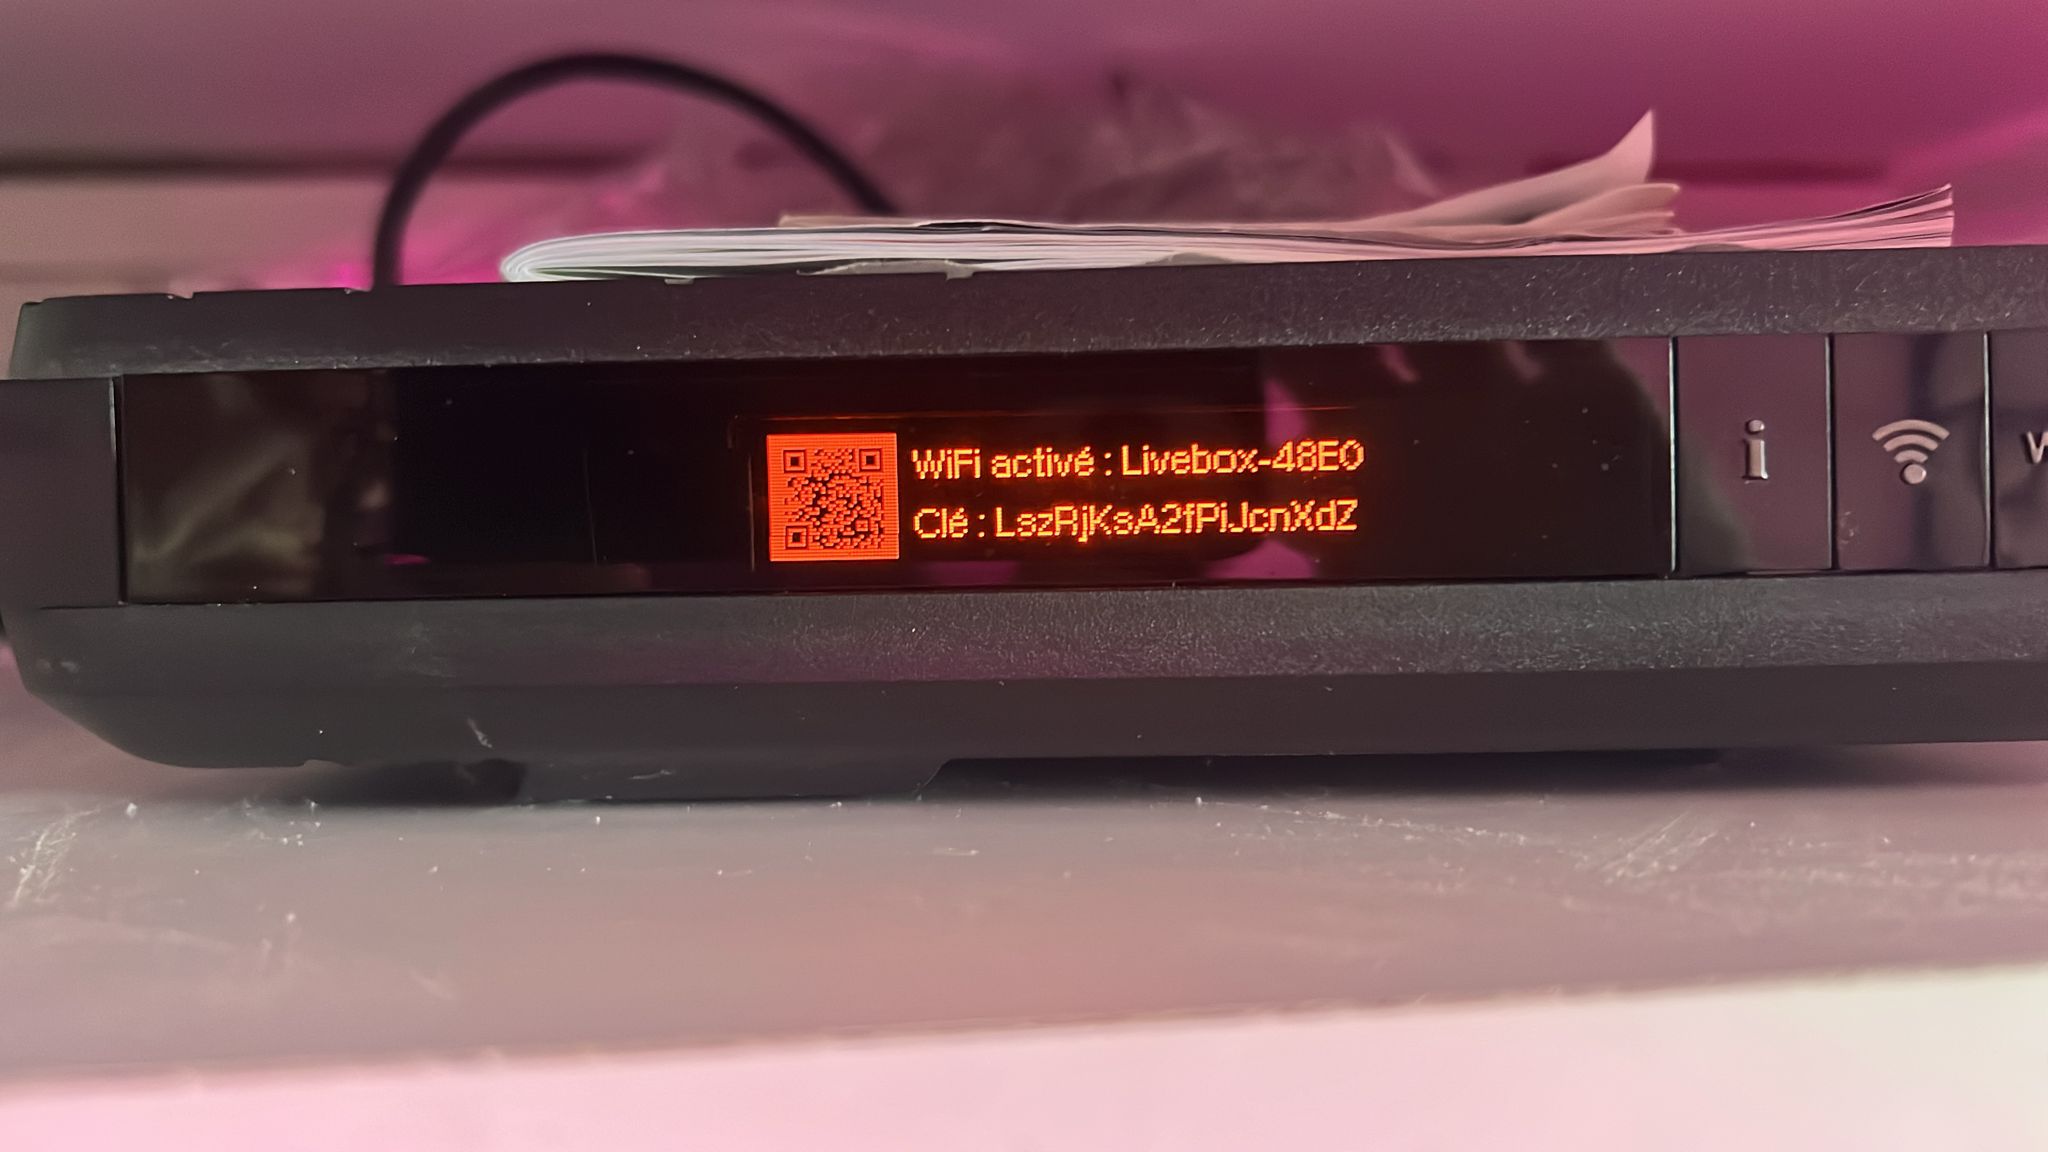 WiFi activé : Livebox-48E0
Clé : LszRjKsA2fPiJcnXdZ
i